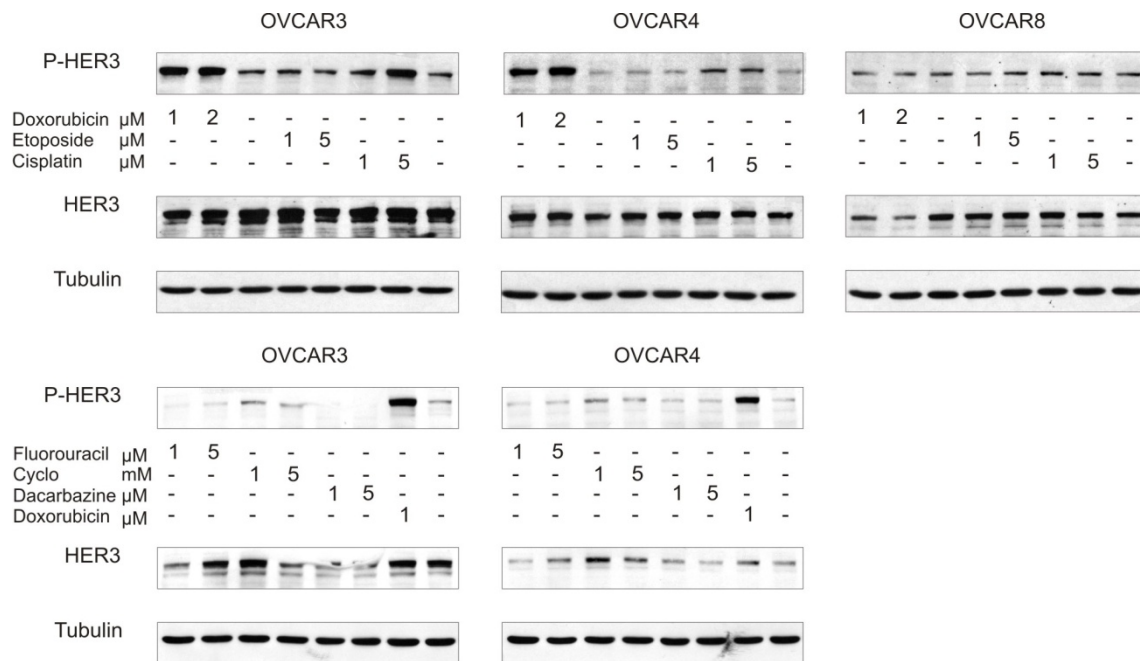 OVCAR3 OVCAR4 OVCAR8
P-HER3
Doxorubicin µM 1 2 - - - - - - 1 2 - - - - - - 1 2 - - - - - -
Etoposide µM - - - 1 5 - - - - - - 1 5 - - - - - - 1 5 - - -
Cisplatin µM - - - - - 1 5 - - - - - - 1 5 - - - - - - 1 5 -
HER3
Tubulin
OVCAR3 OVCAR4
P-HER3
Fluorouracil µM 1 5 - - - - - - 1 5 - - - - - -
Cyclo mM - - 1 5 - - - - - - 1 5 - - - -
Dacarbazine µM - - - - 1 5 - - - - - - 1 5 - -
Doxorubicin µM - - - - - - 1 - - - - - - - 1 -
HER3
Tubulin